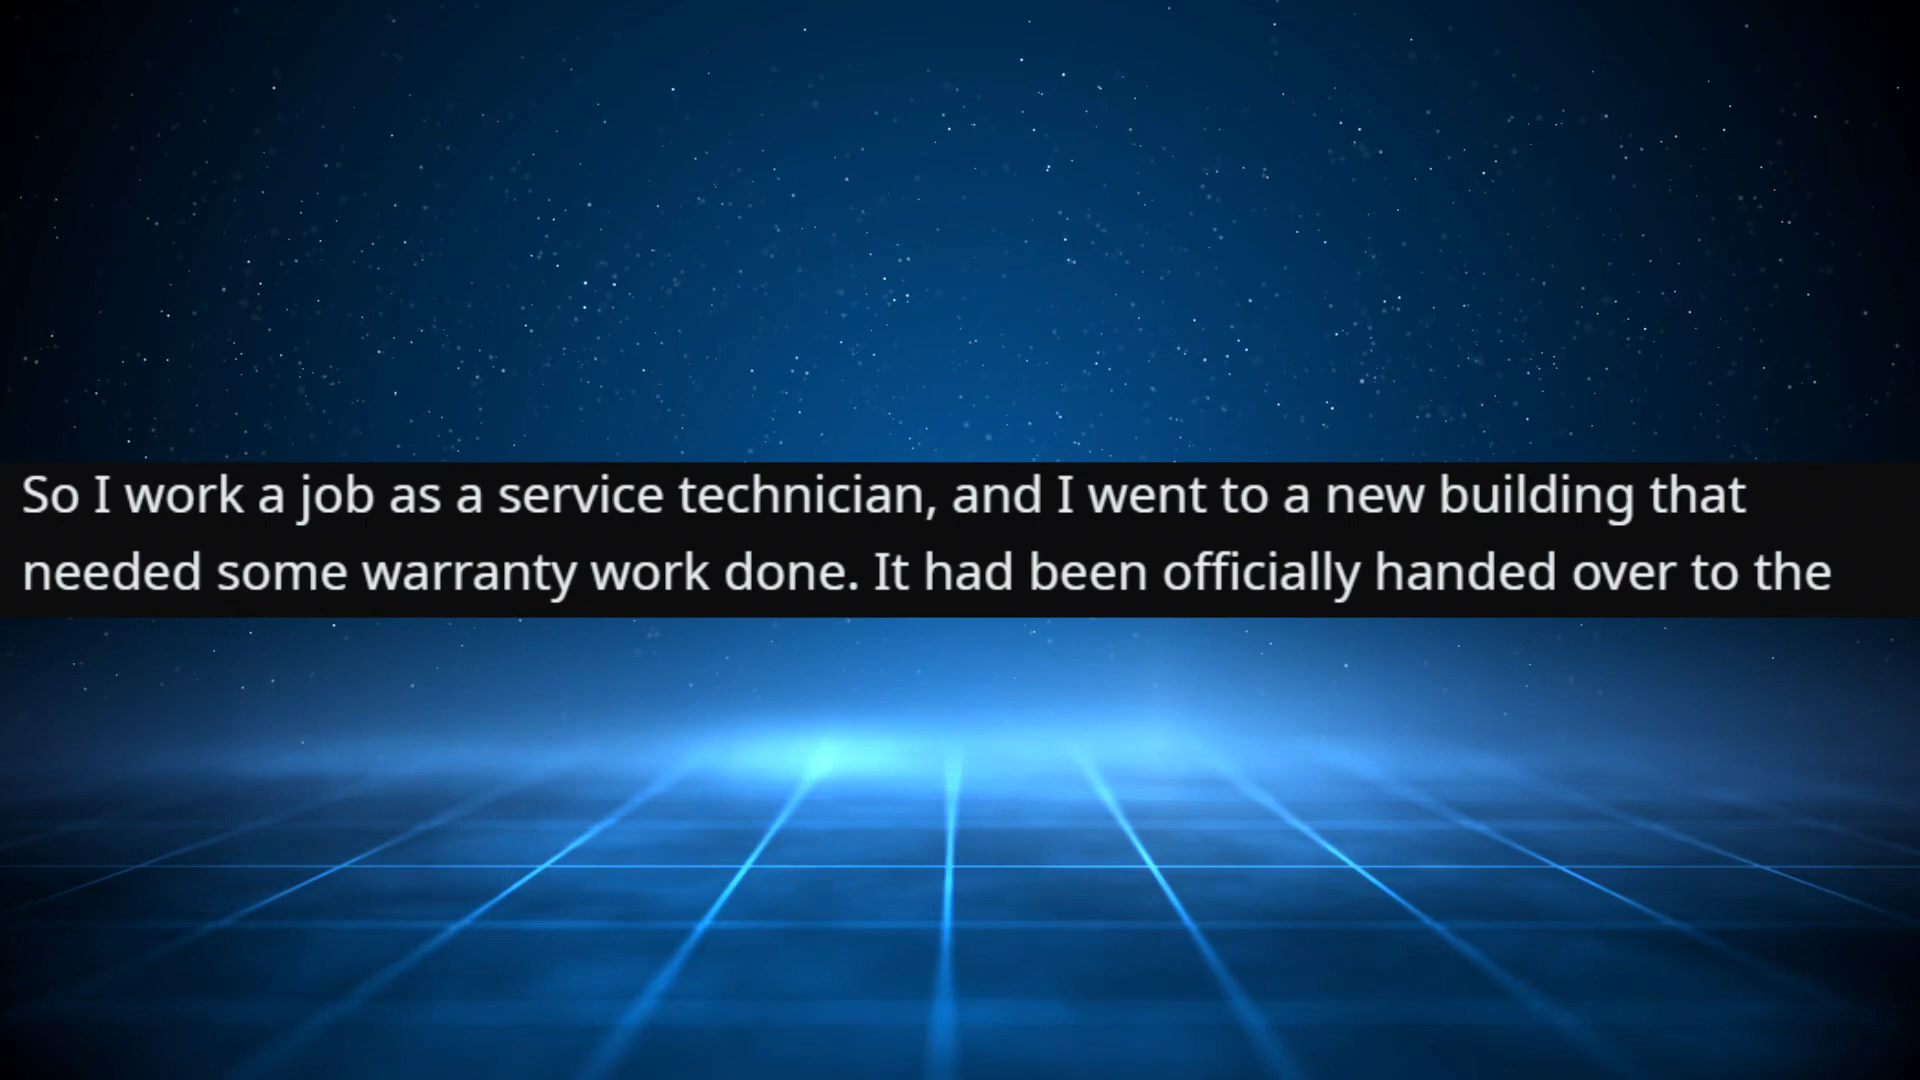 So I work a job as a service technician, and I went to a new building that
needed some warranty work done. It had been officially handed over to the